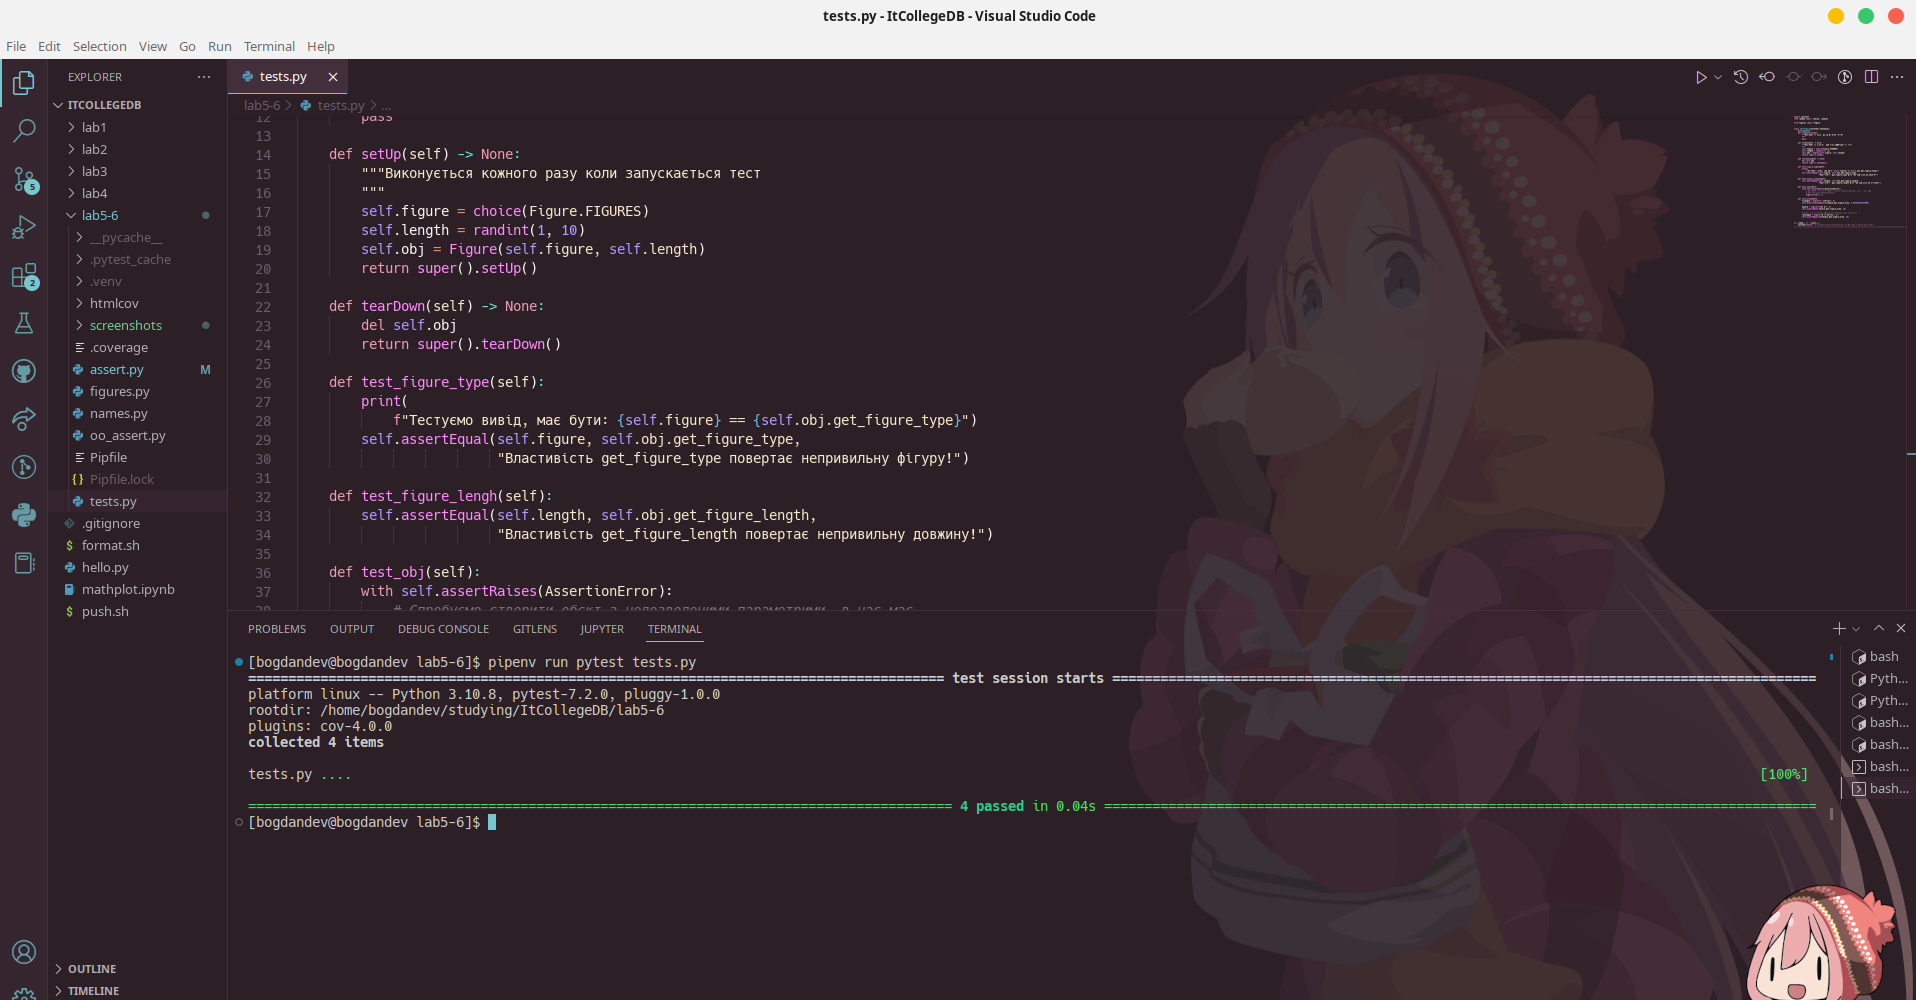 tests.py - ItCollegeDB - Visual Studio Code
File Edit Selection View Go Run Terminal Help
EXPLORER
ITCOLLEGEDB
lab1
lab2
lab3
lab4
lab5-6
__pycache__
.pytest_cache
.venv
htmlcov
screenshots
.coverage
assert.py M
figures.py
names.py
oo_assert.py
Pipfile
Pipfile.lock
tests.py
.gitignore
format.sh
hello.py
mathplot.ipynb
push.sh
OUTLINE
TIMELINE
5
2
tests.py
lab5-6 > tests.py > ...
12 pass
13
14 def setUp(self) -> None:
15 """Виконується кожного разу коли запускається тест
16 """
17 self.figure = choice(Figure.FIGURES)
18 self.length = randint(1, 10)
19 self.obj = Figure(self.figure, self.length)
20 return super().setUp()
21
22 def tearDown(self) -> None:
23 del self.obj
24 return super().tearDown()
25
26 def test_figure_type(self):
27 print(
28 f"Тестуємо вивід, має бути: {self.figure} == {self.obj.get_figure_type}")
29 self.assertEqual(self.figure, self.obj.get_figure_type,
30 "Властивість get_figure_type повертає непривильну фігуру!")
31
32 def test_figure_lengh(self):
33 self.assertEqual(self.length, self.obj.get_figure_length,
34 "Властивість get_figure_length повертає непривильну довжину!")
35
36 def test_obj(self):
37 with self.assertRaises(AssertionError):
38
PROBLEMS OUTPUT DEBUG CONSOLE GITLENS JUPYTER TERMINAL
[bogdandev@bogdandev lab5-6]$ pipenv run pytest tests.py
test session starts
platform linux -- Python 3.10.8, pytest-7.2.0, pluggy-1.0.0
rootdir: /home/bogdandev/studying/ItCollegeDB/lab5-6
plugins: cov-4.0.0
collected 4 items
tests.py .... [100%]
4 passed in 0.04s
[bogdandev@bogdandev lab5-6]$
bash
Pyth...
Pyth...
bash...
bash...
bash...
bash...